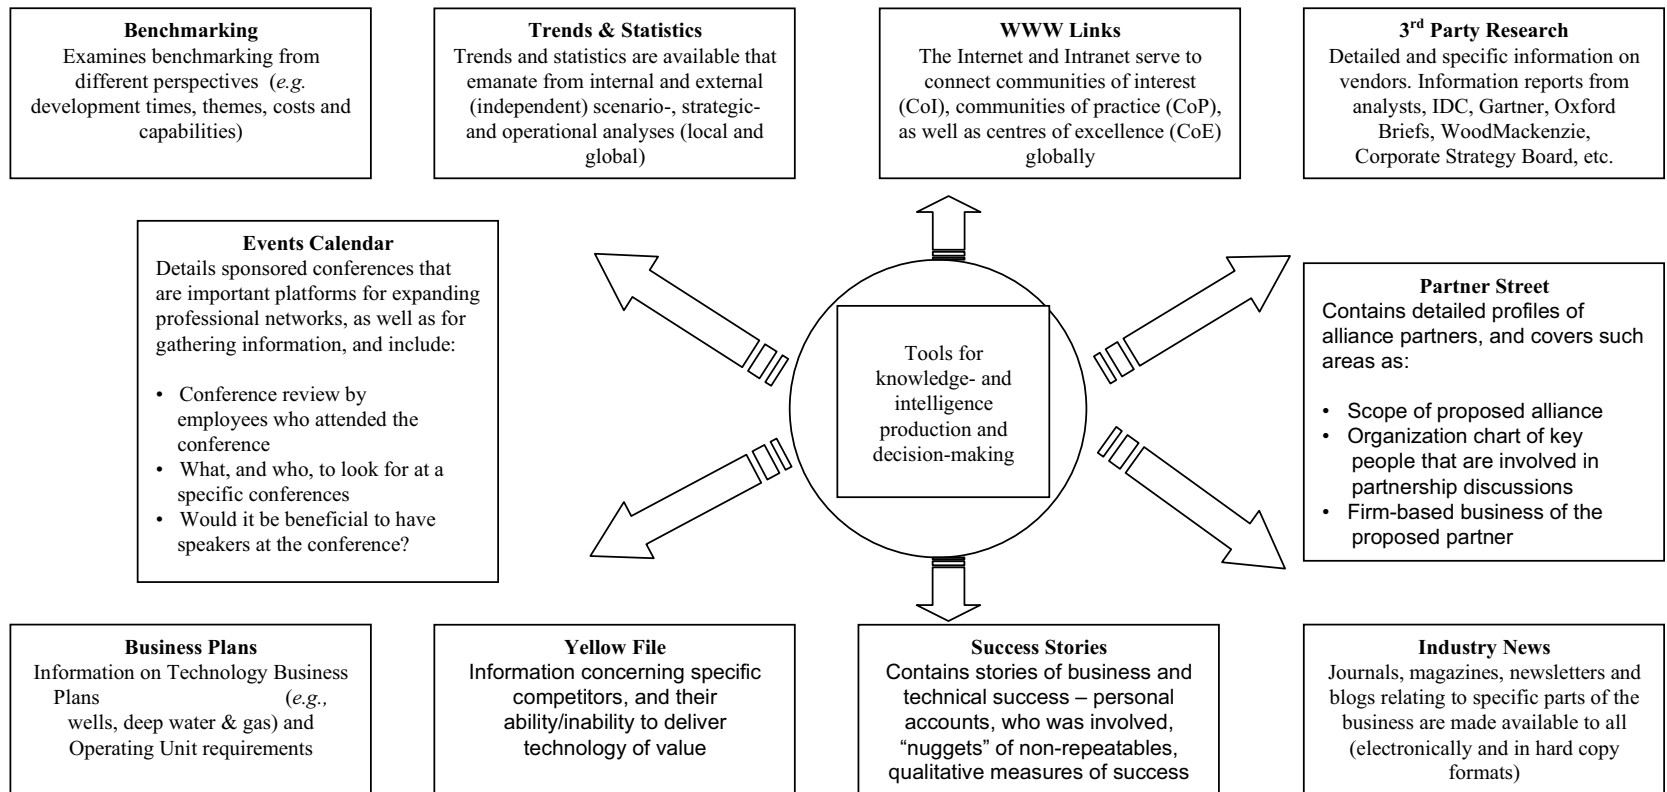 Benchmarking
Examines benchmarking from
different perspectives (e.g.
development times, themes, costs and
capabilities)
Trends & Statistics
Trends and statistics are available that
emanate from internal and external
(independent) scenario-, strategic-
and operational analyses (local and
global)
WWW Links
The Internet and Intranet serve to
connect communities of interest
(CoI), communities of practice (CoP),
as well as centres of excellence (CoE)
globally
3rd Party Research
Detailed and specific information on
vendors. Information reports from
analysts, IDC, Gartner, Oxford
Briefs, WoodMackenzie,
Corporate Strategy Board, etc.
Events Calendar
Details sponsored conferences that
are important platforms for expanding
professional networks, as well as for
gathering information, and include:
• Conference review by
employees who attended the
conference
• What, and who, to look for at a
specific conferences
• Would it be beneficial to have
speakers at the conference?
Tools for
knowledge- and
intelligence
production and
decision-making
Partner Street
Contains detailed profiles of
alliance partners, and covers such
areas as:
• Scope of proposed alliance
• Organization chart of key
people that are involved in
partnership discussions
• Firm-based business of the
proposed partner
Business Plans
Information on Technology Business
Plans (e.g.,
wells, deep water & gas) and
Operating Unit requirements
Yellow File
Information concerning specific
competitors, and their
ability/inability to deliver
technology of value
Success Stories
Contains stories of business and
technical success – personal
accounts, who was involved,
“nuggets” of non-repeatables,
qualitative measures of success
Industry News
Journals, magazines, newsletters and
blogs relating to specific parts of the
business are made available to all
(electronically and in hard copy
formats)